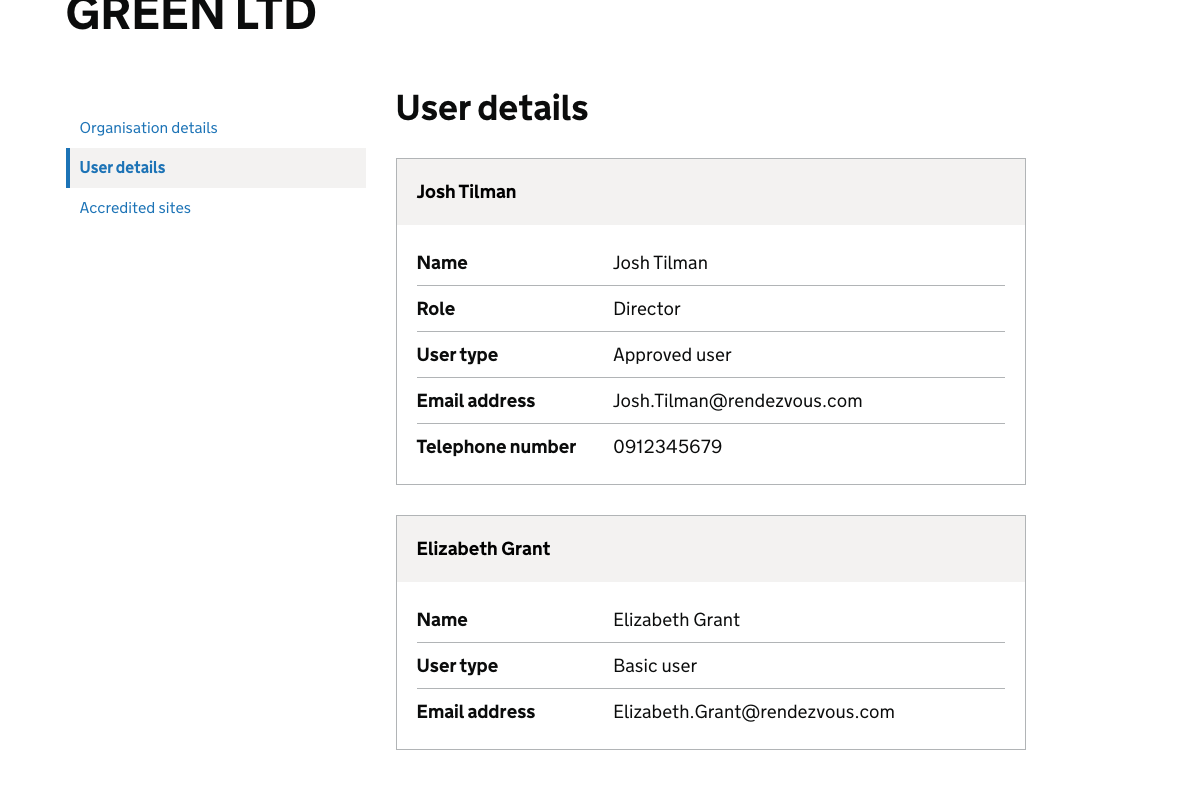 GREEN LTD
Organisation details
User details
Accredited sites
User details
Josh Tilman
Name Josh Tilman
Role Director
User type Approved user
Email address Josh.Tilman@rendezvous.com
Telephone number 0912345679
Elizabeth Grant
Name Elizabeth Grant
User type Basic user
Email address Elizabeth.Grant@rendezvous.com